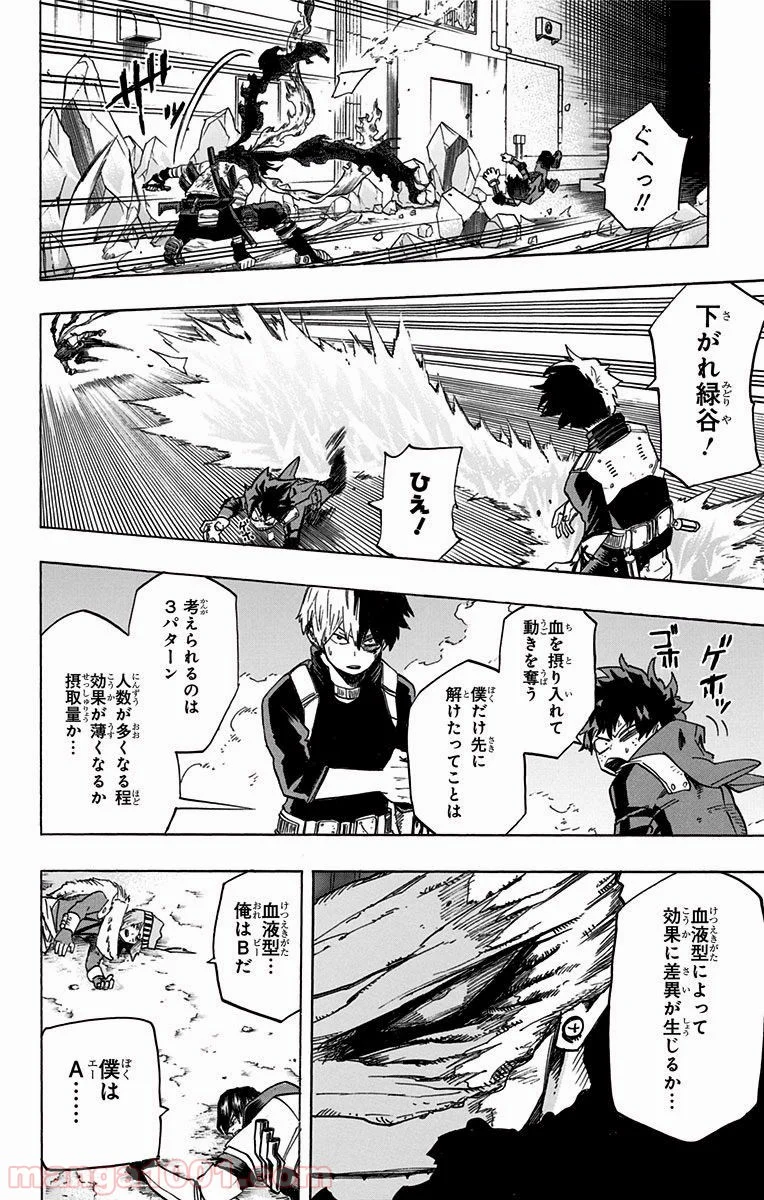 ぐへっ!!
下がれ緑谷!
ひえ!
ゲホッ
ゴホ
血を摂り入れて
動きを奪う
僕だけ先に
解けたってことは
考えられるのは
3パターン
人数が多くなる程
効果が薄くなるか
摂取量か…
血液型によって
効果に差異が生じるか…
血液型…
俺はBだ
僕は
A……
manga1001.com